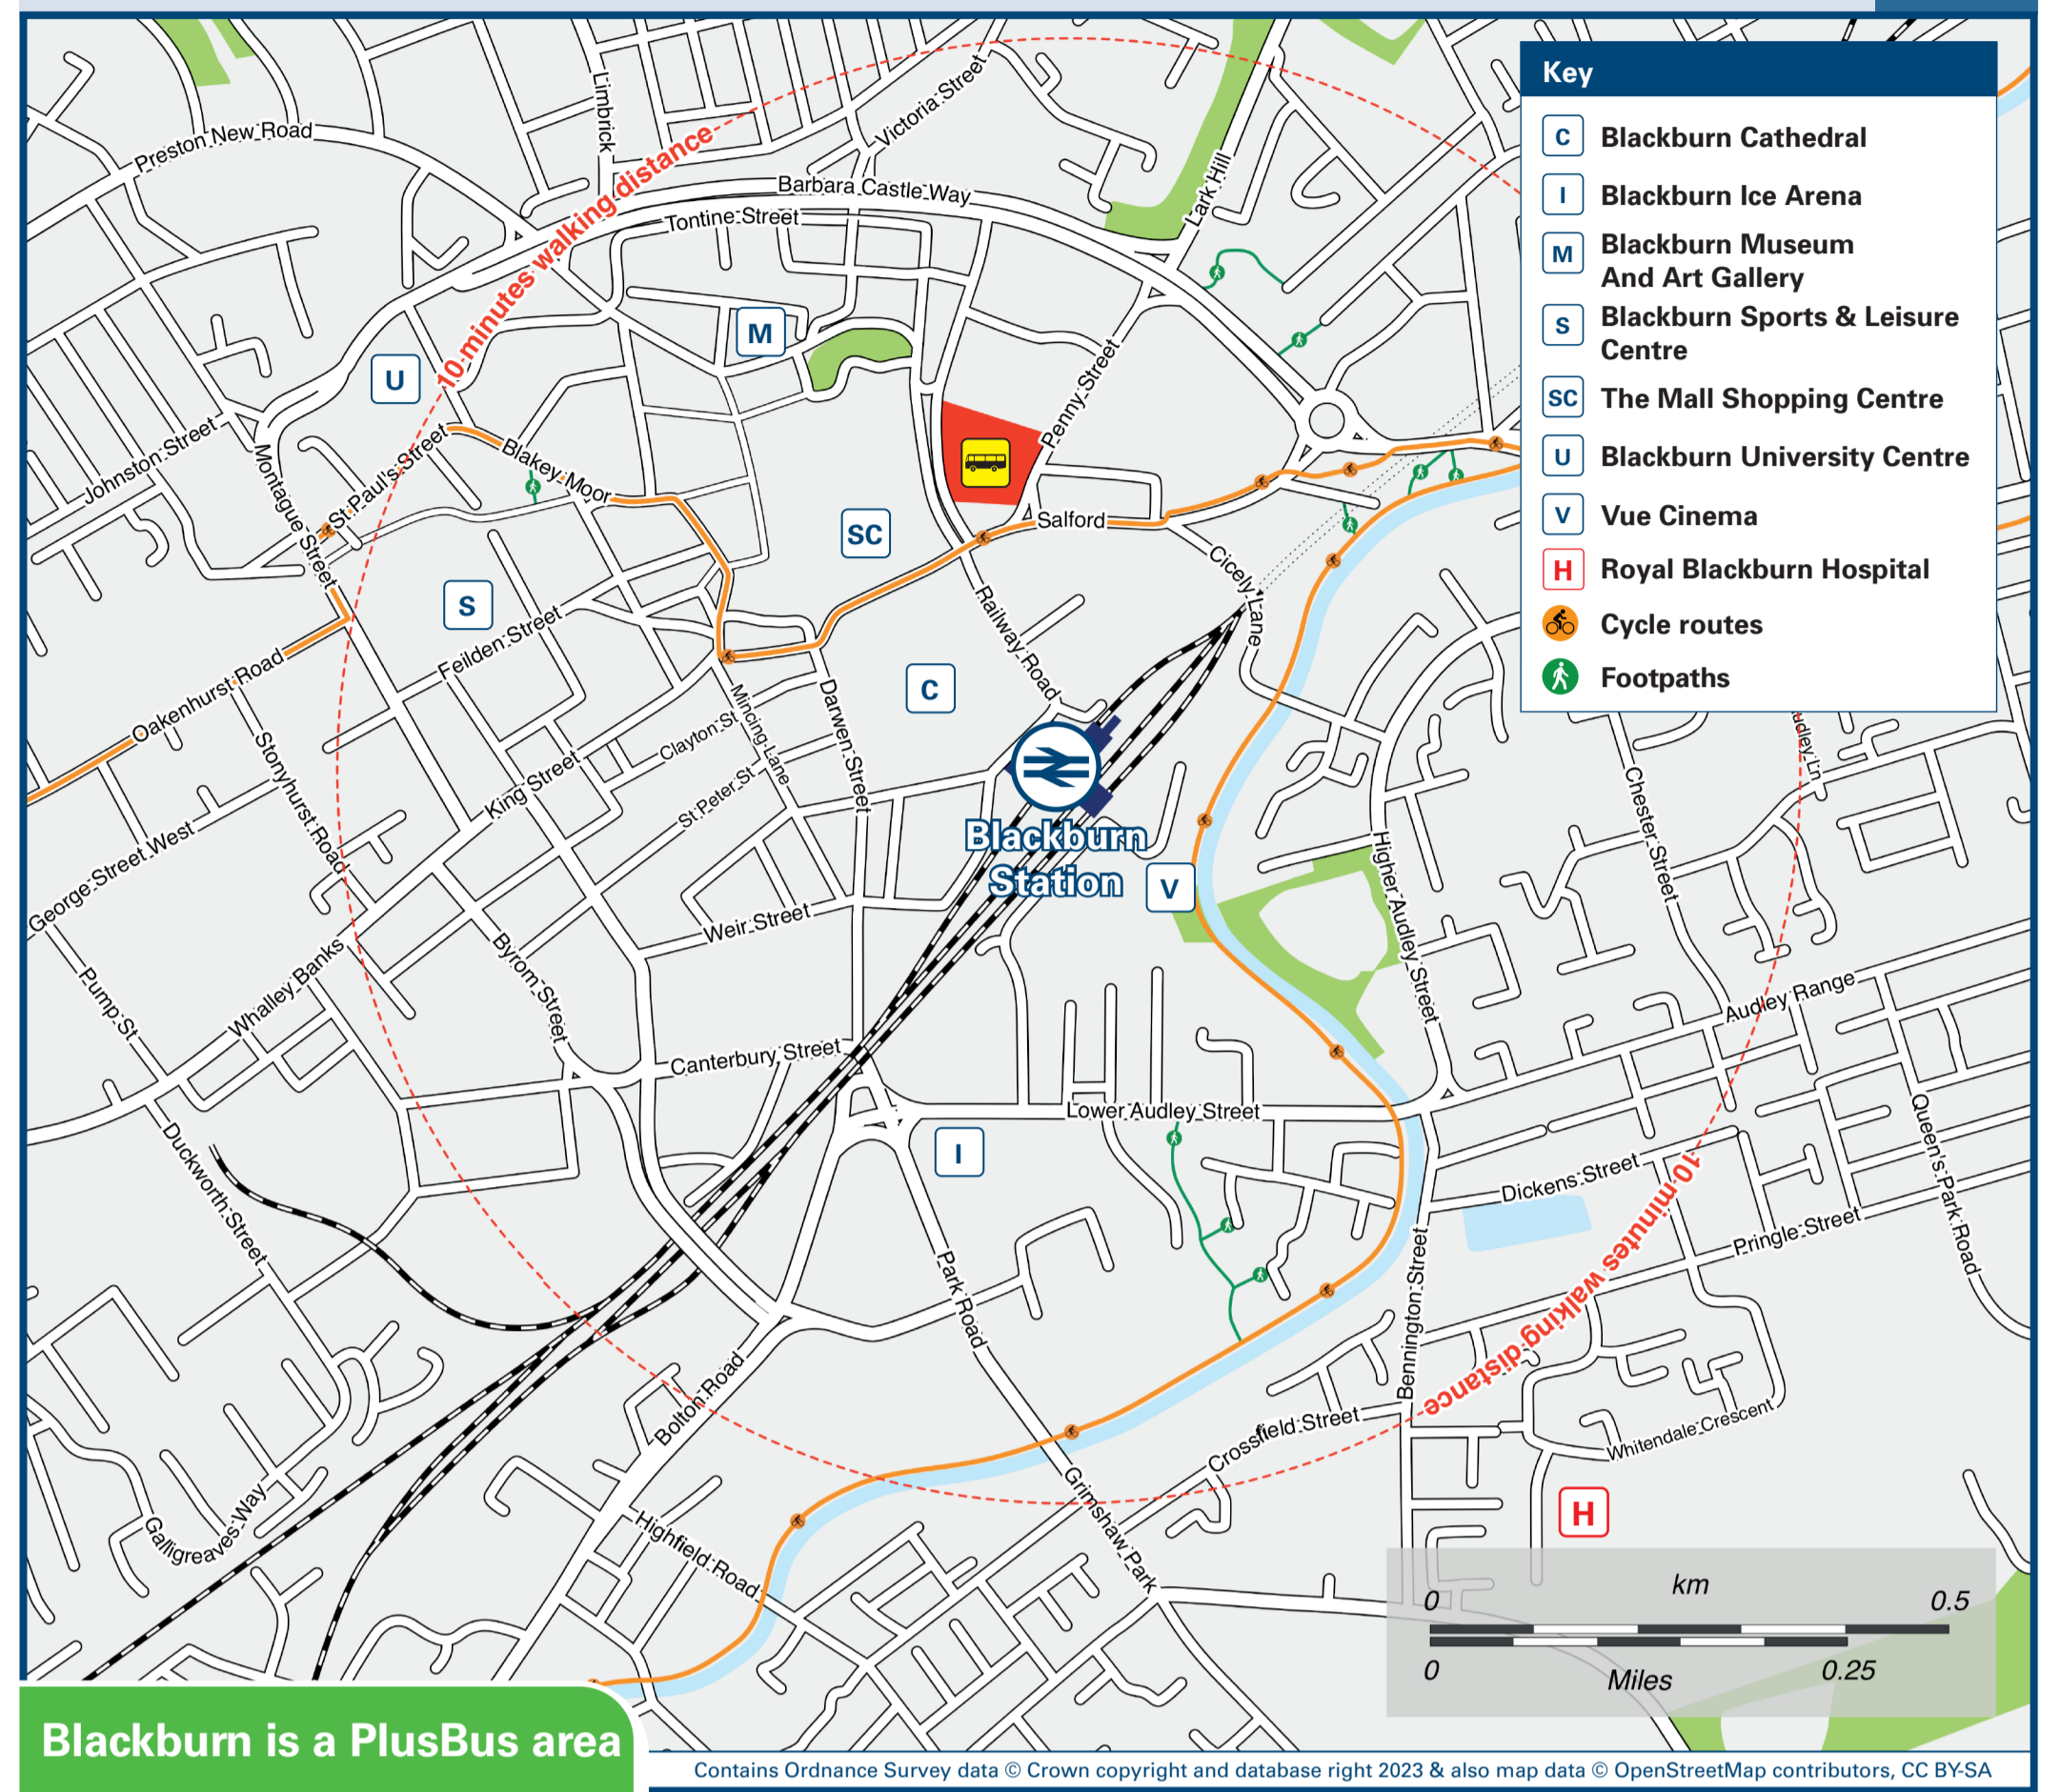 Key
C Blackburn Cathedral
I Blackburn Ice Arena
M Blackburn Museum
And Art Gallery
S Blackburn Sports & Leisure
Centre
SC The Mall Shopping Centre
U Blackburn University Centre
V Vue Cinema
H Royal Blackburn Hospital
Cycle routes
Footpaths
Limbrick
Victoria Street
Preston New Road
10 minutes walking distance
Barbara Castle Way
Lark Hill
Tontine Street
M
U
Penny Street
Johnston Street
Montague Street
St Paul's Street
Blakey Moor
SC
Salford
Cicely Lane
S
Feilden Street
Railway Road
C
Oakenhurst Road
Mincing Lane
Clayton St
Darwen Street
Stonyhurst Road
King Street
St Peter St
Blackburn
Station
V
udley Ln
Chester Street
Higher Audley Street
George Street West
Weir Street
Byrom Street
Whalley Banks
Pump St
Audley Range
Canterbury Street
Lower Audley Street
I
Duckworth Street
Queen's Park Road
Dickens Street
Pringle Street
10 minutes walking distance
Park Road
Bennington Street
Bolton Road
Crossfield Street
Whitendale Crescent
Grimshaw Park
Galligreaves Way
Highfield Road
H
km
0 0.5
0 0.25
Miles
Blackburn is a PlusBus area
Contains Ordnance Survey data © Crown copyright and database right 2023 & also map data © OpenStreetMap contributors, CC BY-SA